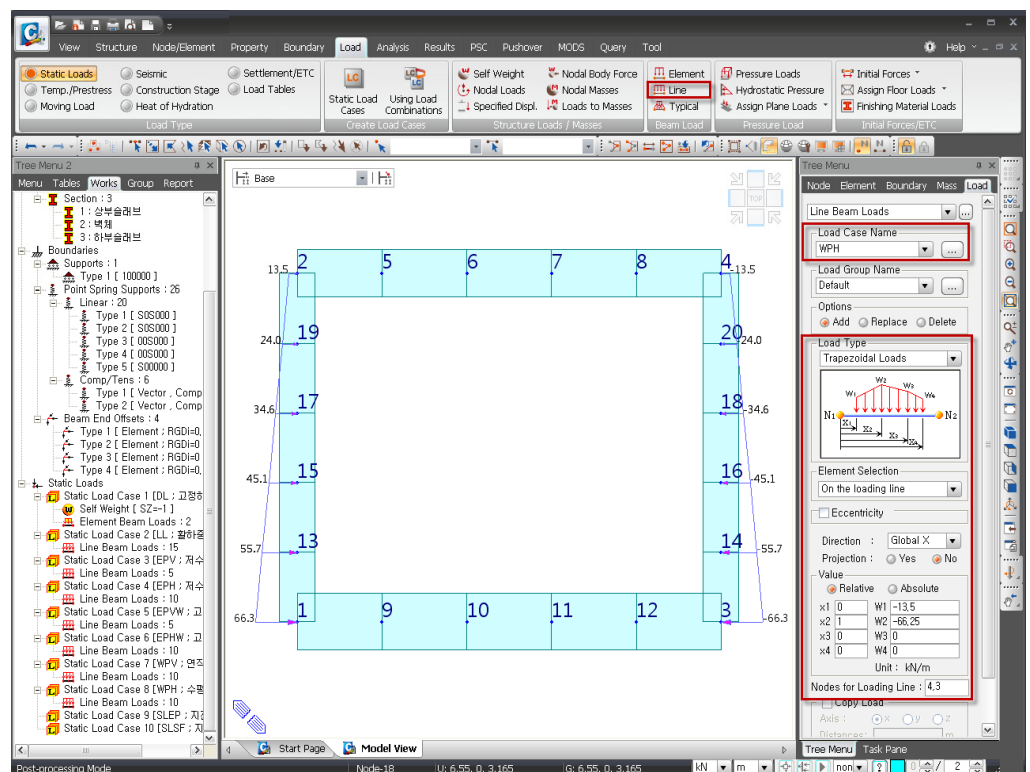 View Structure Node/Element Property Boundary Load Analysis Results PSC Pushover MODS Query Tool Help
Static Loads Seismic Settlement/ETC
Temp./Prestress Construction Stage Load Tables
Moving Load Heat of Hydration
Load Type
LC LC
Static Load Cases Using Load Combinations
Create Load Cases
Self Weight Nodal Body Force
Nodal Loads Nodal Masses
Specified Displ. Loads to Masses
Structure Loads / Masses
Element
Line
Typical
Beam Load
Pressure Loads
Hydrostatic Pressure
Assign Plane Loads
Pressure Load
Initial Forces
Assign Floor Loads
Finishing Material Loads
Initial Forces/ETC
Tree Menu 2
Menu Tables Works Group Report
Section : 3
1 : 상부슬래브
2 : 벽체
3 : 하부슬래브
Boundaries
Supports : 1
Type 1 [ 100000 ]
Point Spring Supports : 26
Linear : 20
Type 1 [ S0S000 ]
Type 2 [ S0S000 ]
Type 3 [ 00S000 ]
Type 4 [ 00S000 ]
Type 5 [ S00000 ]
Comp/Tens : 6
Type 1 [ Vector , Comp
Type 2 [ Vector , Comp
Beam End Offsets : 4
Type 1 [ Element ; RGDi=0,
Type 2 [ Element ; RGDi=0
Type 3 [ Element ; RGDi=0
Type 4 [ Element ; RGDi=0,
Static Loads
Static Load Case 1 [DL ; 고정하
Self Weight [ SZ=-1 ]
Element Beam Loads : 2
Static Load Case 2 [LL ; 활하중
Line Beam Loads : 15
Static Load Case 3 [EPV ; 저수
Line Beam Loads : 5
Static Load Case 4 [EPH ; 저수
Line Beam Loads : 10
Static Load Case 5 [EPVW ; 고
Line Beam Loads : 5
Static Load Case 6 [EPHW ; 고
Line Beam Loads : 10
Static Load Case 7 [WPV ; 연직
Line Beam Loads : 10
Static Load Case 8 [WPH ; 수평
Line Beam Loads : 10
Static Load Case 9 [SLEP ; 지
Static Load Case 10 [SLSF ; 지
Base
TOP
13.5 2 5 6 7 8 4 -13.5
24.0 19 20 -24.0
34.6 17 18 -34.6
45.1 15 16 -45.1
55.7 13 14 -55.7
66.3 1 9 10 11 12 3 -66.3
Start Page Model View
Tree Menu
Node Element Boundary Mass Load
Line Beam Loads ...
Load Case Name
WPH ...
Load Group Name
Default ...
Options
Add Replace Delete
Load Type
Trapezoidal Loads
W1 W2 W3 W4
N1 N2
X1 X2 X3 X4
Element Selection
On the loading line
Eccentricity
Direction : Global X
Projection : Yes No
Value
Relative Absolute
x1 0 W1 -13,5
x2 1 W2 -66,25
x3 0 W3 0
x4 0 W4 0
Unit : kN/m
Nodes for Loading Line : 4,3
Copy Load
Axis : x y z
Distances :
Tree Menu Task Pane
Post-processing Mode Node-18 U: 6.55, 0, 3.165 G: 6.55, 0, 3.165 kN m non 0 / 2